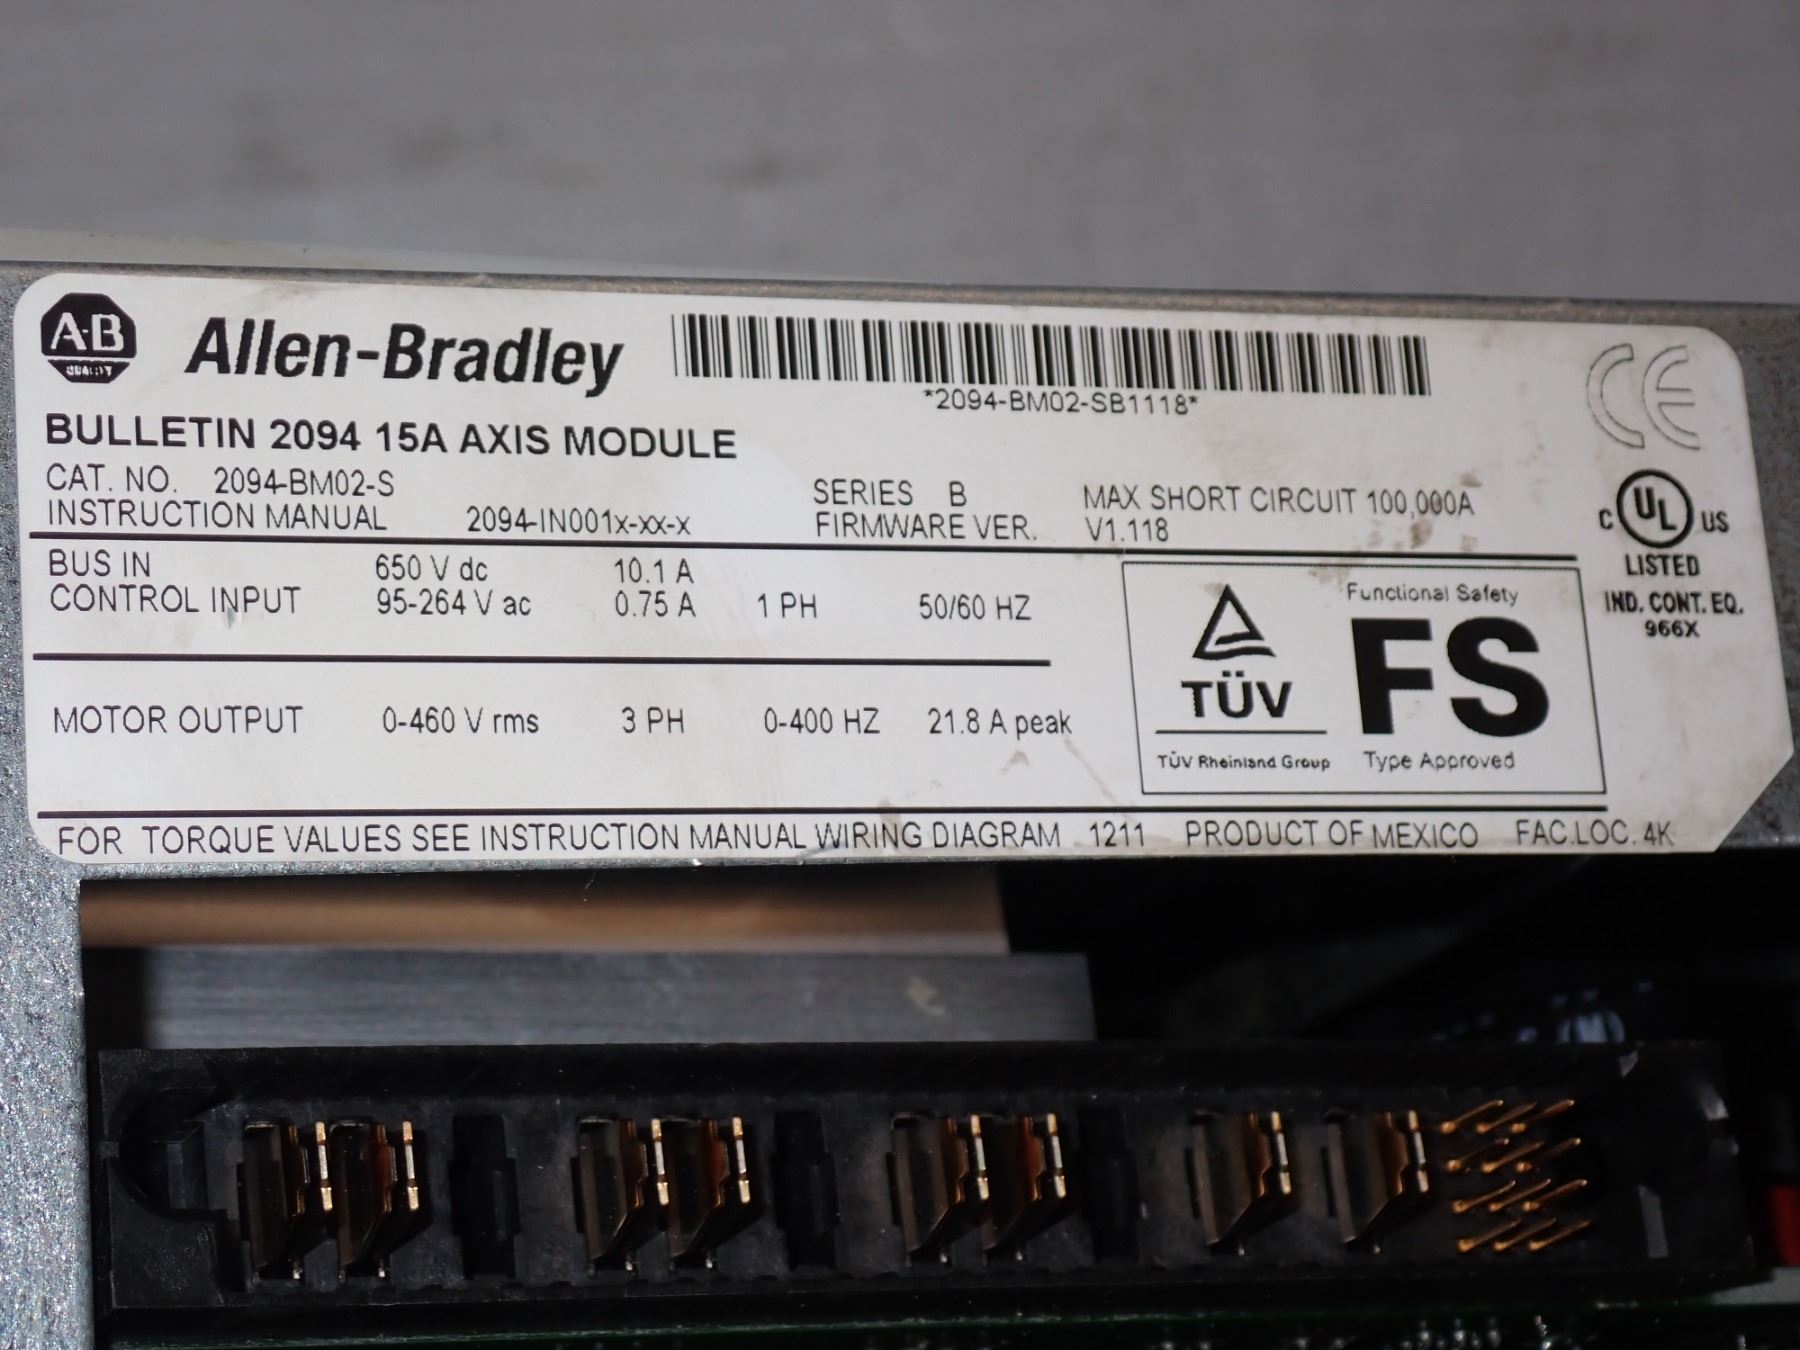 A-B
QUALITY
Allen-Bradley
*2094-BM02-SB1118*
BULLETIN 2094 15A AXIS MODULE
CAT. NO. 2094-BM02-S
SERIES B
MAX SHORT CIRCUIT 100,000A
INSTRUCTION MANUAL 2094-IN001x-xx-x
FIRMWARE VER. V1.118
CE
C UL US
LISTED
IND. CONT. EQ.
966X
BUS IN 650 V dc 10.1 A
CONTROL INPUT 95-264 V ac 0.75 A 1 PH 50/60 HZ
MOTOR OUTPUT 0-460 V rms 3 PH 0-400 HZ 21.8 A peak
TÜV
TÜV Rheinland Group
Functional Safety
FS
Type Approved
FOR TORQUE VALUES SEE INSTRUCTION MANUAL WIRING DIAGRAM 1211 PRODUCT OF MEXICO FAC.LOC. 4K